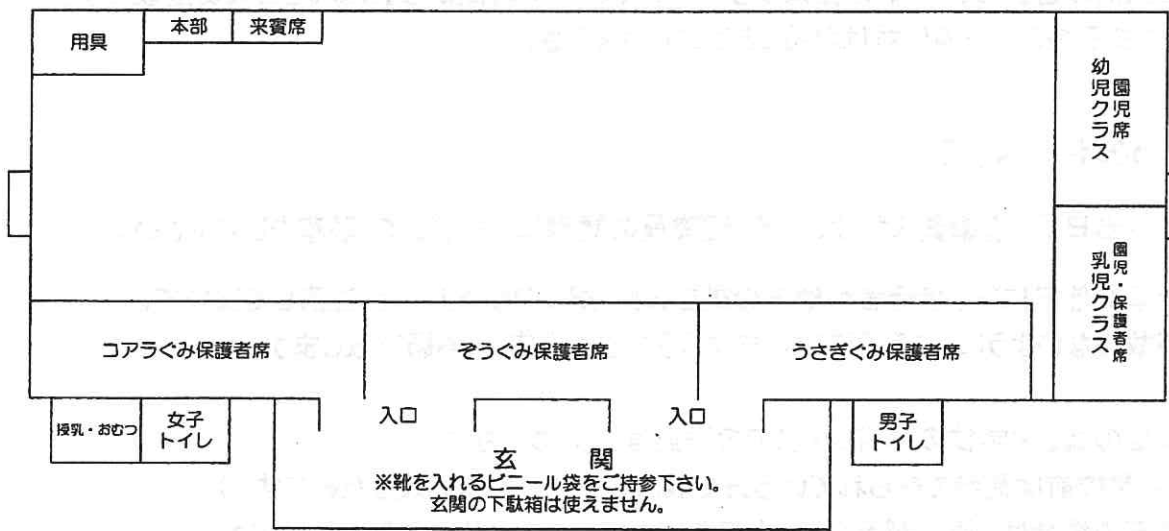 用具
本部
来賓席
幼児クラス
園児席
乳児クラス
園児・保護者席
コアラぐみ保護者席
ぞうぐみ保護者席
うさぎぐみ保護者席
授乳・おむつ
女子
トイレ
入口
入口
男子
トイレ
玄　関
※靴を入れるビニール袋をご持参下さい。
玄関の下駄箱は使えません。